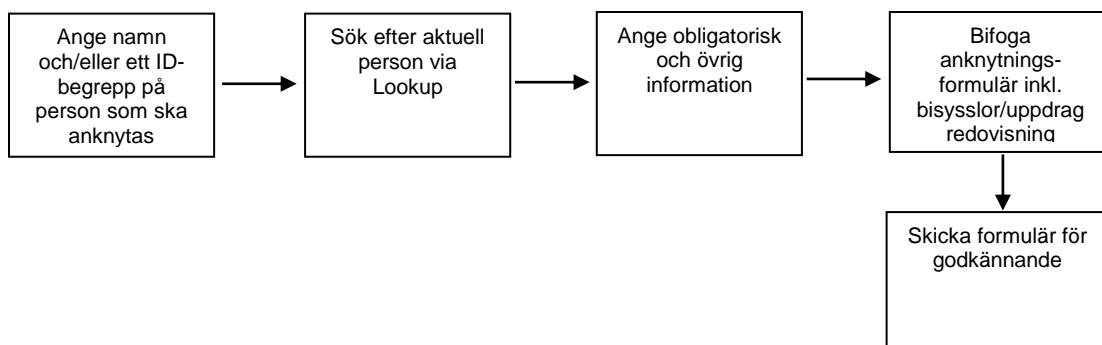 Ange namn
och/eller ett ID-
begrepp på
person som ska
anknytas
Sök efter aktuell
person via
Lookup
Ange obligatorisk
och övrig
information
Bifoga
anknytnings-
formulär inkl.
bisysslor/uppdrag
redovisning
Skicka formulär för
godkännande